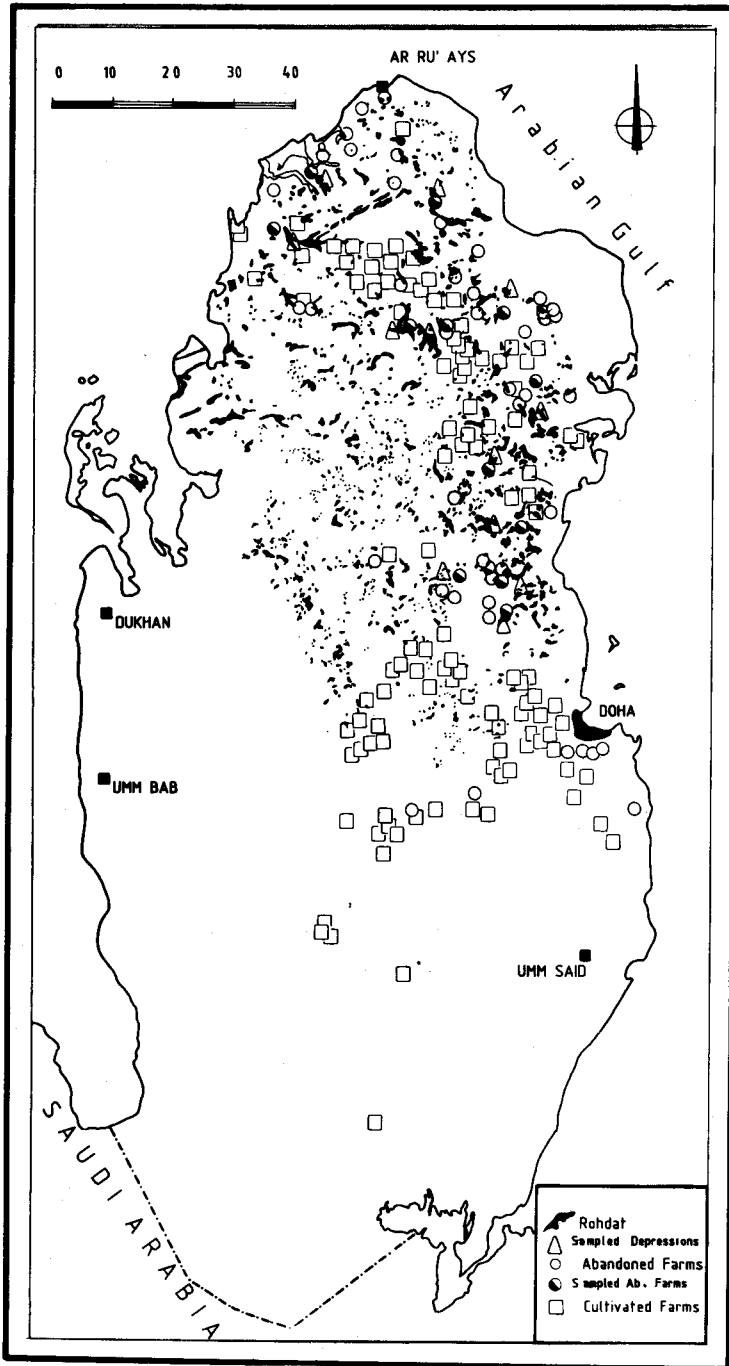 AR RU' AYS
0 10 20 30 40
Arabian Gulf
DUKHAN
DOHA
UMM BAB
UMM SAID
SAUDI ARABIA
Rohdat
Sampled Depressions
Abandoned Farms
Sampled Ab. Farms
Cultivated Farms